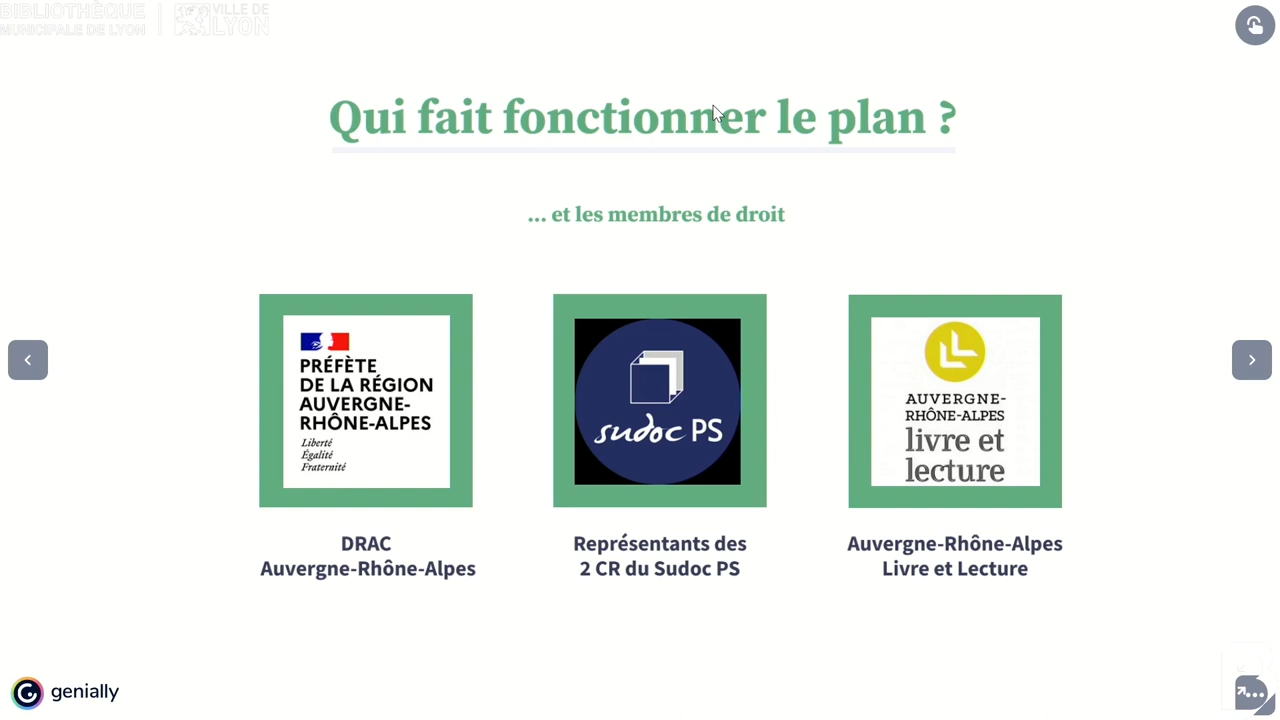 BIBLIOTHÈQUE
MUNICIPALE DE LYON
VILLE DE
LYON
Qui fait fonctionner le plan ?
... et les membres de droit
PRÉFÈTE
DE LA RÉGION
AUVERGNE-
RHÔNE-ALPES
Liberté
Égalité
Fraternité
sudoc PS
AUVERGNE-
RHÔNE-ALPES
livre et
lecture
DRAC
Auvergne-Rhône-Alpes
Représentants des
2 CR du Sudoc PS
Auvergne-Rhône-Alpes
Livre et Lecture
genially